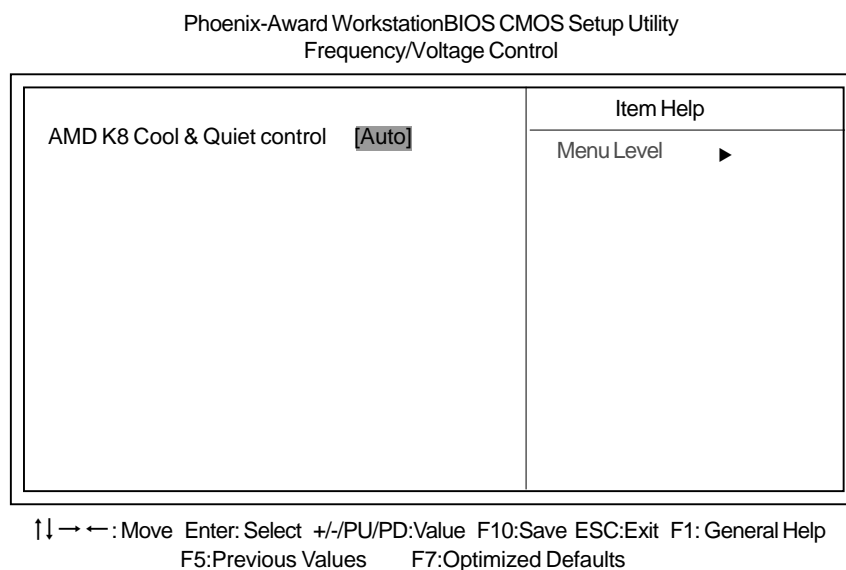 Phoenix-Award WorkstationBIOS CMOS Setup Utility
Frequency/Voltage Control
AMD K8 Cool & Quiet control [Auto]
Item Help
Menu Level ▶
↑↓→←: Move Enter: Select +/-/PU/PD:Value F10:Save ESC:Exit F1: General Help
F5:Previous Values F7:Optimized Defaults